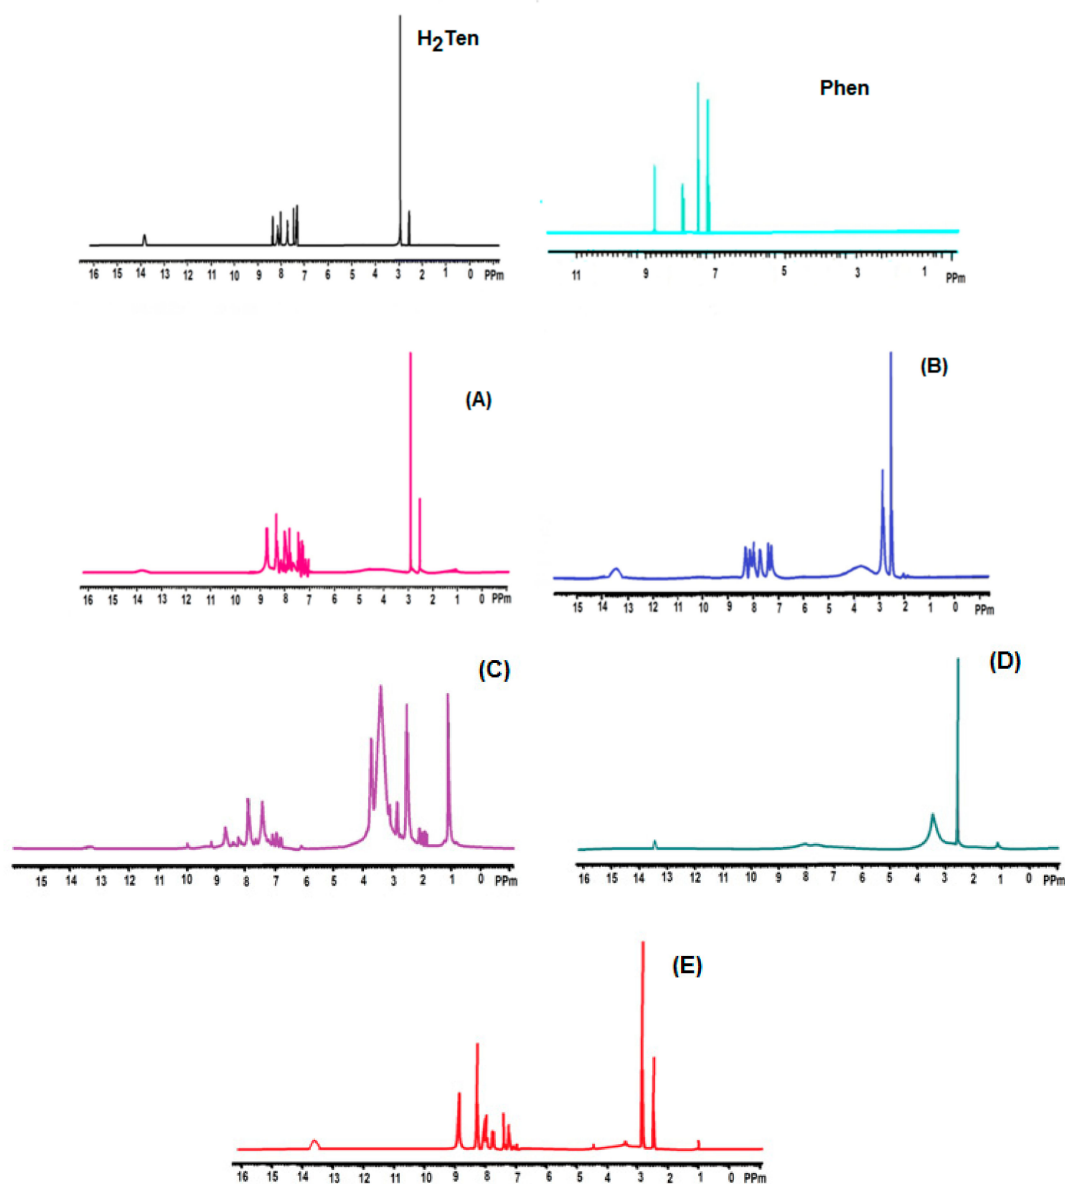 H₂Ten
16 15 14 13 12 11 10 9 8 7 6 5 4 3 2 1 0 PPm
Phen
11 9 7 5 3 1 PPm
(A)
16 15 14 13 12 11 10 9 8 7 6 5 4 3 2 1 0 PPm
(B)
15 14 13 12 11 10 9 8 7 6 5 4 3 2 1 0 PPm
(C)
15 14 13 12 11 10 9 8 7 6 5 4 3 2 1 0 PPm
(D)
16 15 14 13 12 11 10 9 8 7 6 5 4 3 2 1 0 PPm
(E)
16 15 14 13 12 11 10 9 8 7 6 5 4 3 2 1 0 PPm